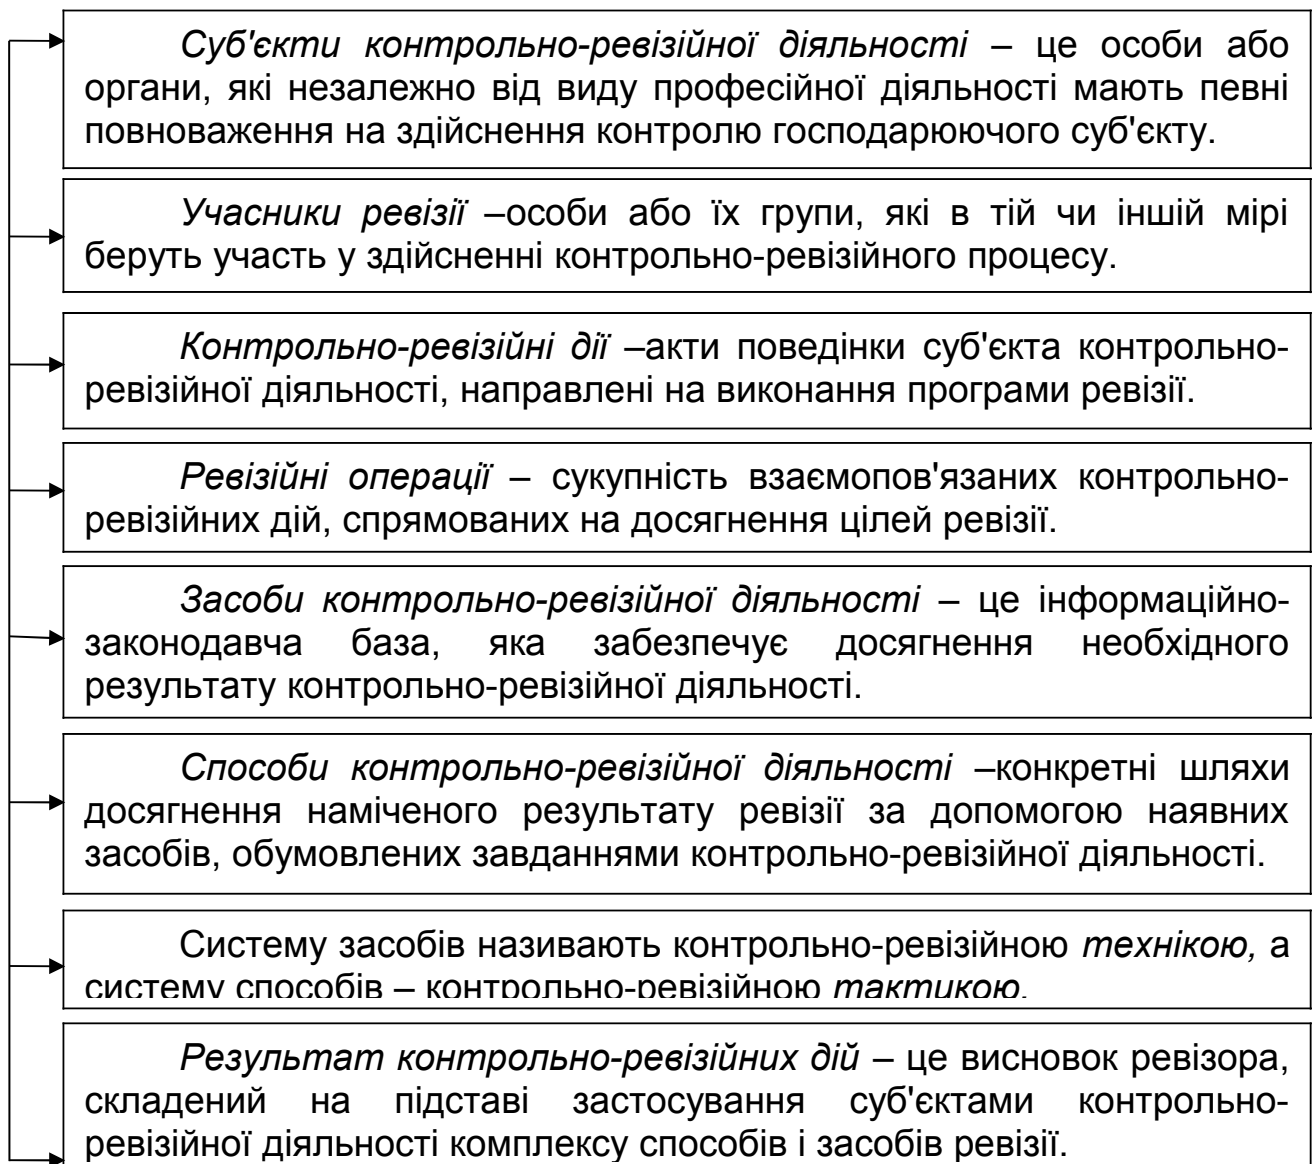 Суб'єкти контрольно-ревізійної діяльності – це особи або
органи, які незалежно від виду професійної діяльності мають певні
повноваження на здійснення контролю господарюючого суб'єкту.
Учасники ревізії –особи або їх групи, які в тій чи іншій мірі
беруть участь у здійсненні контрольно-ревізійного процесу.
Контрольно-ревізійні дії –акти поведінки суб'єкта контрольно-
ревізійної діяльності, направлені на виконання програми ревізії.
Ревізійні операції – сукупність взаємопов'язаних контрольно-
ревізійних дій, спрямованих на досягнення цілей ревізії.
Засоби контрольно-ревізійної діяльності – це інформаційно-
законодавча база, яка забезпечує досягнення необхідного
результату контрольно-ревізійної діяльності.
Способи контрольно-ревізійної діяльності –конкретні шляхи
досягнення наміченого результату ревізії за допомогою наявних
засобів, обумовлених завданнями контрольно-ревізійної діяльності.
Систему засобів називають контрольно-ревізійною технікою, а
систему способів – контрольно-ревізійною тактикою.
Результат контрольно-ревізійних дій – це висновок ревізора,
складений на підставі застосування суб'єктами контрольно-
ревізійної діяльності комплексу способів і засобів ревізії.